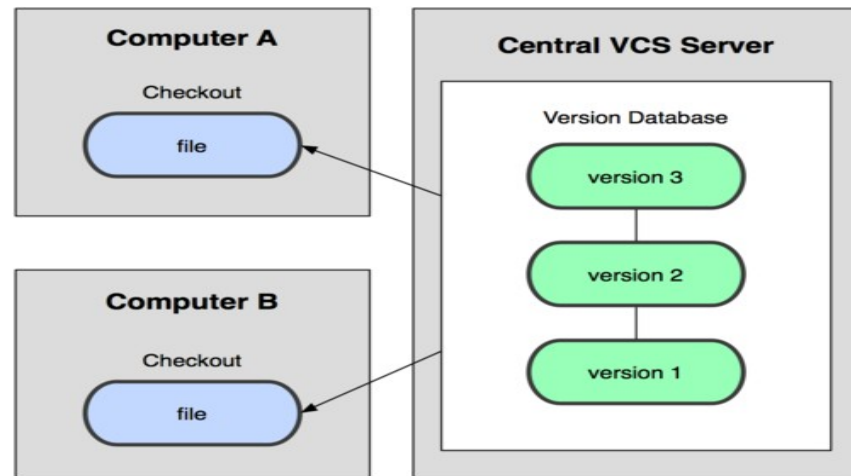 Computer A
Checkout
file
Computer B
Checkout
file
Central VCS Server
Version Database
version 3
version 2
version 1